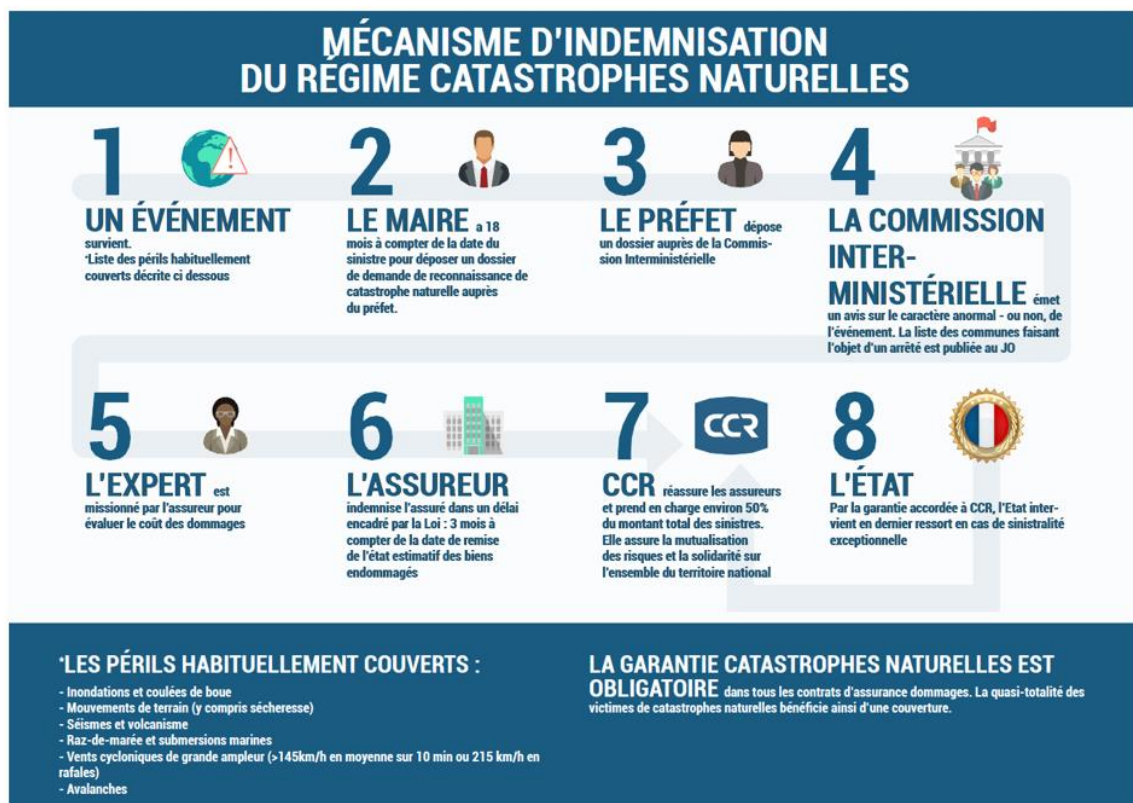 MÉCANISME D'INDEMNISATION
DU RÉGIME CATASTROPHES NATURELLES
1
UN ÉVÉNEMENT
survient.
*Liste des périls habituellement
couverts décrite ci dessous
2
LE MAIRE a 18
mois à compter de la date du
sinistre pour déposer un dossier
de demande de reconnaissance de
catastrophe naturelle auprès
du préfet.
3
LE PRÉFET dépose
un dossier auprès de la Commis-
sion Interministérielle
4
LA COMMISSION
INTER-
MINISTÉRIELLE émet
un avis sur le caractère anormal - ou non, de
l'événement. La liste des communes faisant
l'objet d'un arrêté est publiée au JO
5
L'EXPERT est
missionné par l'assureur pour
évaluer le coût des dommages
6
L'ASSUREUR
indemnise l'assuré dans un délai
encadré par la Loi : 3 mois à
compter de la date de remise
de l'état estimatif des biens
endommagés
7
CCR
CCR réassure les assureurs
et prend en charge environ 50%
du montant total des sinistres.
Elle assure la mutualisation
des risques et la solidarité sur
l'ensemble du territoire national
8
L'ÉTAT
Par la garantie accordée à CCR, l'Etat inter-
vient en dernier ressort en cas de sinistralité
exceptionnelle
*LES PÉRILS HABITUELLEMENT COUVERTS :
- Inondations et coulées de boue
- Mouvements de terrain (y compris sécheresse)
- Séismes et volcanisme
- Raz-de-marée et submersions marines
- Vents cycloniques de grande ampleur (>145km/h en moyenne sur 10 min ou 215 km/h en
rafales)
- Avalanches
LA GARANTIE CATASTROPHES NATURELLES EST
OBLIGATOIRE dans tous les contrats d'assurance dommages. La quasi-totalité des
victimes de catastrophes naturelles bénéficie ainsi d'une couverture.